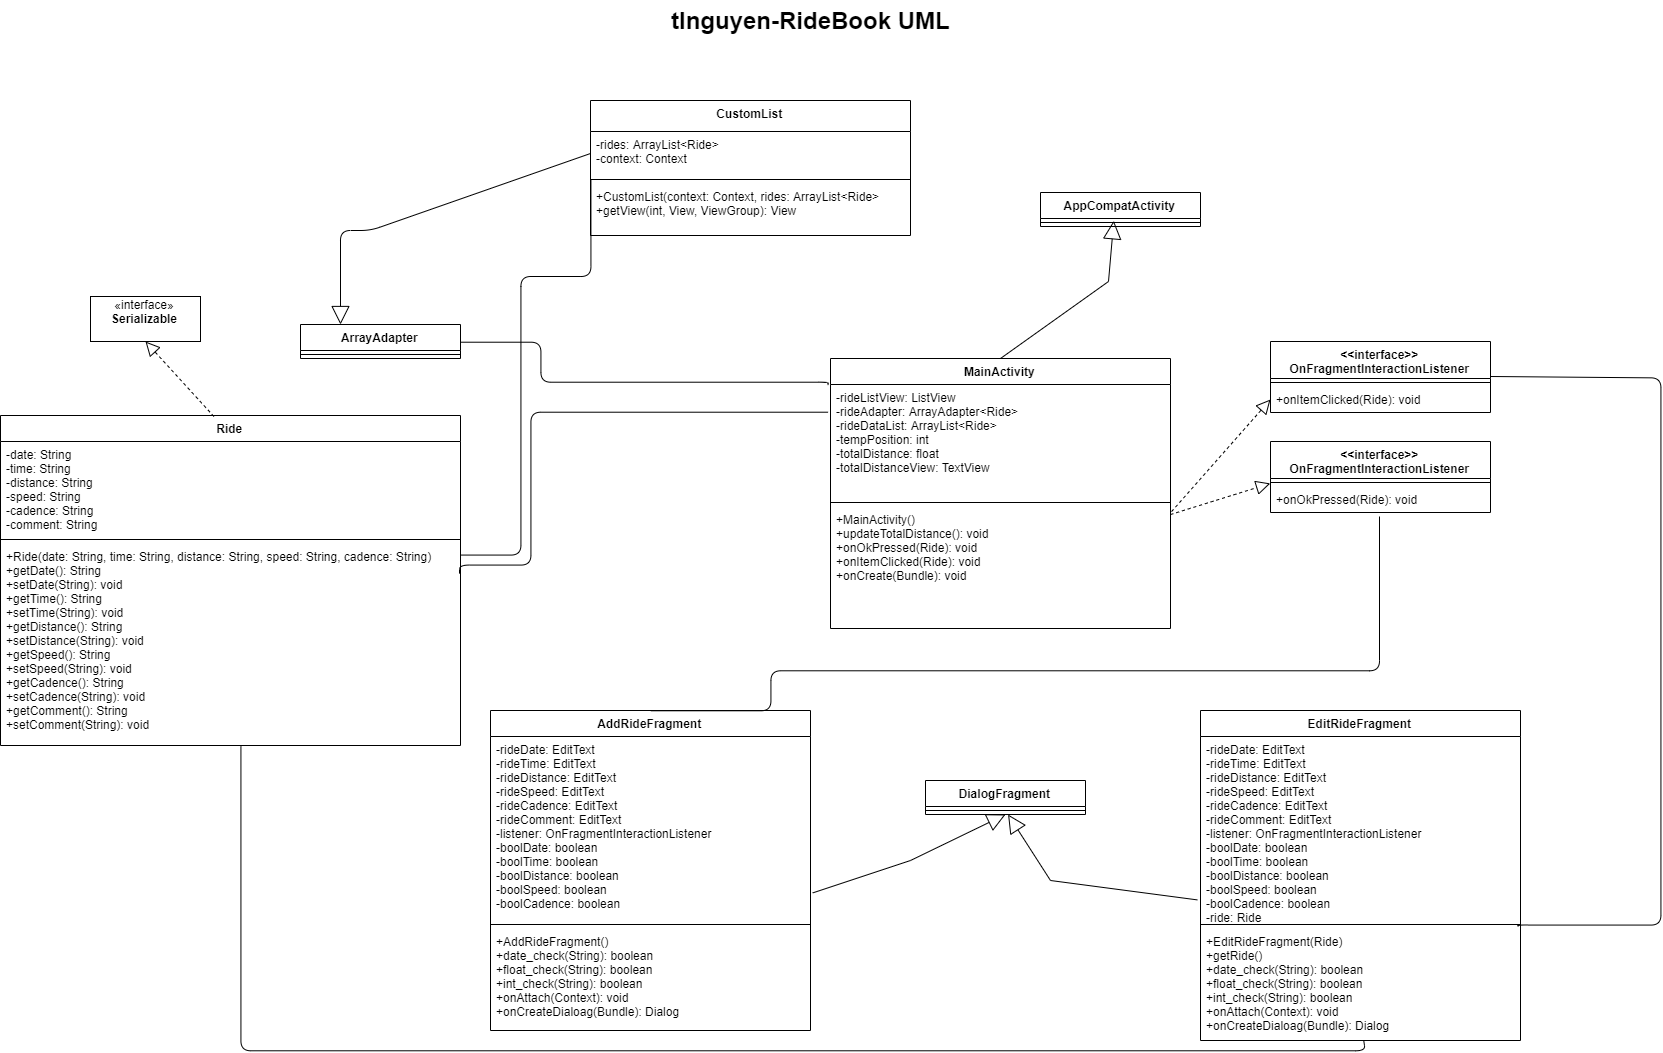 tlnguyen-RideBook UML
CustomList
-rides: ArrayList<Ride>
-context: Context
+CustomList(context: Context, rides: ArrayList<Ride>
+getView(int, View, ViewGroup): View
AppCompatActivity
«interface»
Serializable
ArrayAdapter
<<interface>>
OnFragmentInteractionListener
+onItemClicked(Ride): void
<<interface>>
OnFragmentInteractionListener
+onOkPressed(Ride): void
MainActivity
-rideListView: ListView
-rideAdapter: ArrayAdapter<Ride>
-rideDataList: ArrayList<Ride>
-tempPosition: int
-totalDistance: float
-totalDistanceView: TextView
+MainActivity()
+updateTotalDistance(): void
+onOkPressed(Ride): void
+onItemClicked(Ride): void
+onCreate(Bundle): void
Ride
-date: String
-time: String
-distance: String
-speed: String
-cadence: String
-comment: String
+Ride(date: String, time: String, distance: String, speed: String, cadence: String)
+getDate(): String
+setDate(String): void
+getTime(): String
+setTime(String): void
+getDistance(): String
+setDistance(String): void
+getSpeed(): String
+setSpeed(String): void
+getCadence(): String
+setCadence(String): void
+getComment(): String
+setComment(String): void
AddRideFragment
-rideDate: EditText
-rideTime: EditText
-rideDistance: EditText
-rideSpeed: EditText
-rideCadence: EditText
-rideComment: EditText
-listener: OnFragmentInteractionListener
-boolDate: boolean
-boolTime: boolean
-boolDistance: boolean
-boolSpeed: boolean
-boolCadence: boolean
+AddRideFragment()
+date_check(String): boolean
+float_check(String): boolean
+int_check(String): boolean
+onAttach(Context): void
+onCreateDialoag(Bundle): Dialog
DialogFragment
EditRideFragment
-rideDate: EditText
-rideTime: EditText
-rideDistance: EditText
-rideSpeed: EditText
-rideCadence: EditText
-rideComment: EditText
-listener: OnFragmentInteractionListener
-boolDate: boolean
-boolTime: boolean
-boolDistance: boolean
-boolSpeed: boolean
-boolCadence: boolean
-ride: Ride
+EditRideFragment(Ride)
+getRide()
+date_check(String): boolean
+float_check(String): boolean
+int_check(String): boolean
+onAttach(Context): void
+onCreateDialoag(Bundle): Dialog